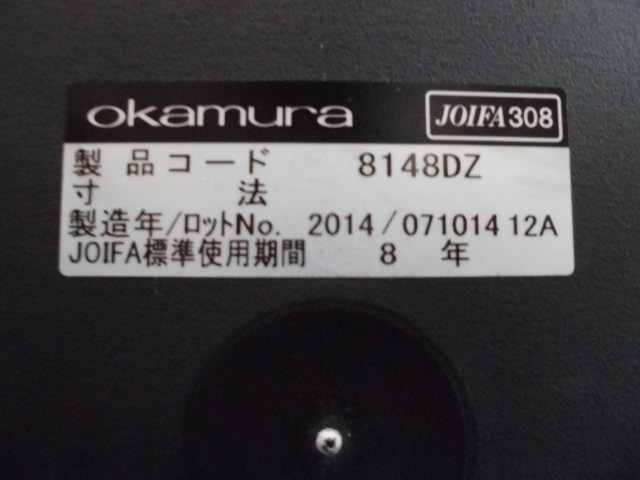 okamura JOIFA308
製品コード 8148DZ
寸法
製造年/ロットNo. 2014/071014 12A
JOIFA標準使用期間 8 年